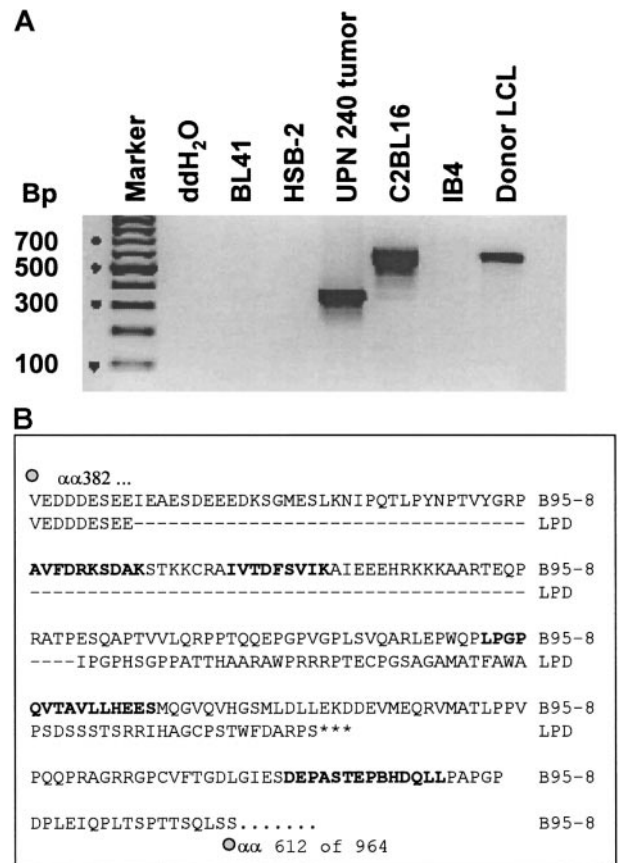 A
Marker
ddH2O
BL41
HSB-2
UPN 240 tumor
C2BL16
IB4
Donor LCL
Bp
700
500
300
100
B
αα382 ...
VEDDDESEEIEAESDEEEDKSGMESLKNIPQTLPYNPTVYGRP B95-8
VEDDDESEE---------------------------------- LPD
AVFDRKSDAKSTKKCRAIVTDFSVIKAIEEEHRKKKAARTEQP B95-8
------------------------------------------- LPD
RATPESQAPTVVLQRPPTQQEPGPVGPLSVQARLEPWQPLPGP B95-8
----IPGPHSGPPATTHAARAWPRRRPTECPGSAGAMATFAWA LPD
QVTAVLLHEESMQGVQVHGSMLDLLEKDDEVMEQRVMATLPPV B95-8
PSDSSSTSRRIHAGCPSTWFDARPS*** LPD
PQQPRAGRRGPCVFTGDLGIESDEPASTEPBHDQLLPAPGP B95-8
DPLEIQPLTSPTTSQLSS....... B95-8
αα 612 of 964